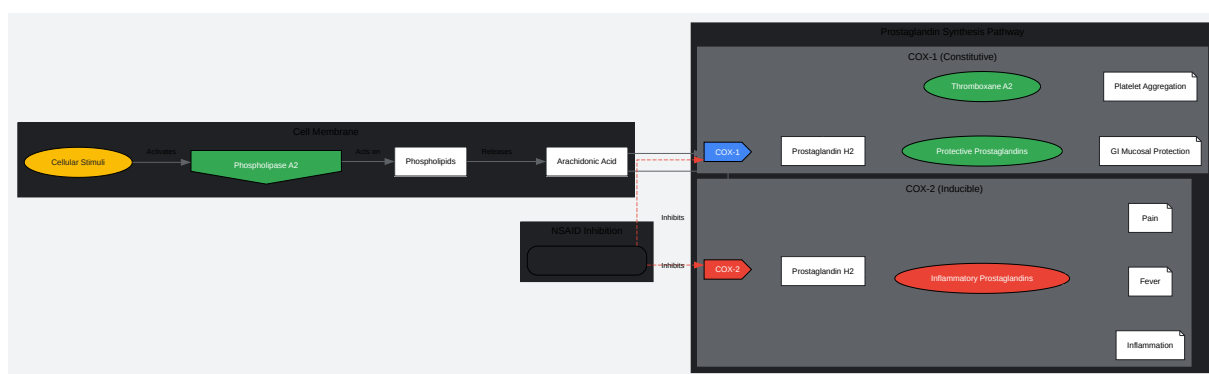 Prostaglandin Synthesis Pathway
COX-1 (Constitutive)
Thromboxane A2
Platelet Aggregation
Cell Membrane
Cellular Stimuli
Activates
Phospholipase A2
Acts on
Phospholipids
Releases
Arachidonic Acid
COX-1
Prostaglandin H2
Protective Prostaglandins
GI Mucosal Protection
COX-2 (Inducible)
Pain
NSAID Inhibition
Inhibits
Inhibits
COX-2
Prostaglandin H2
Inflammatory Prostaglandins
Fever
Inflammation